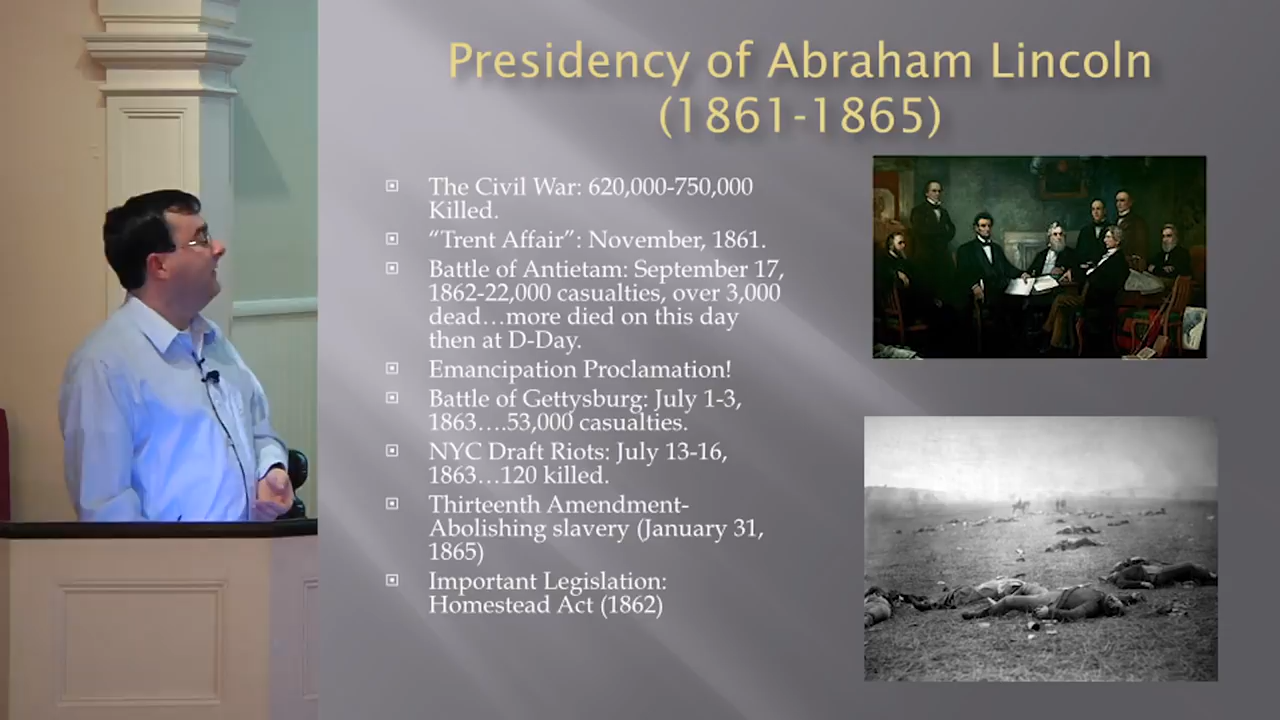 Presidency of Abraham Lincoln
(1861-1865)
The Civil War: 620,000-750,000
Killed.
“Trent Affair”: November, 1861.
Battle of Antietam: September 17,
1862-22,000 casualties, over 3,000
dead…more died on this day
then at D-Day.
Emancipation Proclamation!
Battle of Gettysburg: July 1-3,
1863….53,000 casualties.
NYC Draft Riots: July 13-16,
1863…120 killed.
Thirteenth Amendment-
Abolishing slavery (January 31,
1865)
Important Legislation:
Homestead Act (1862)